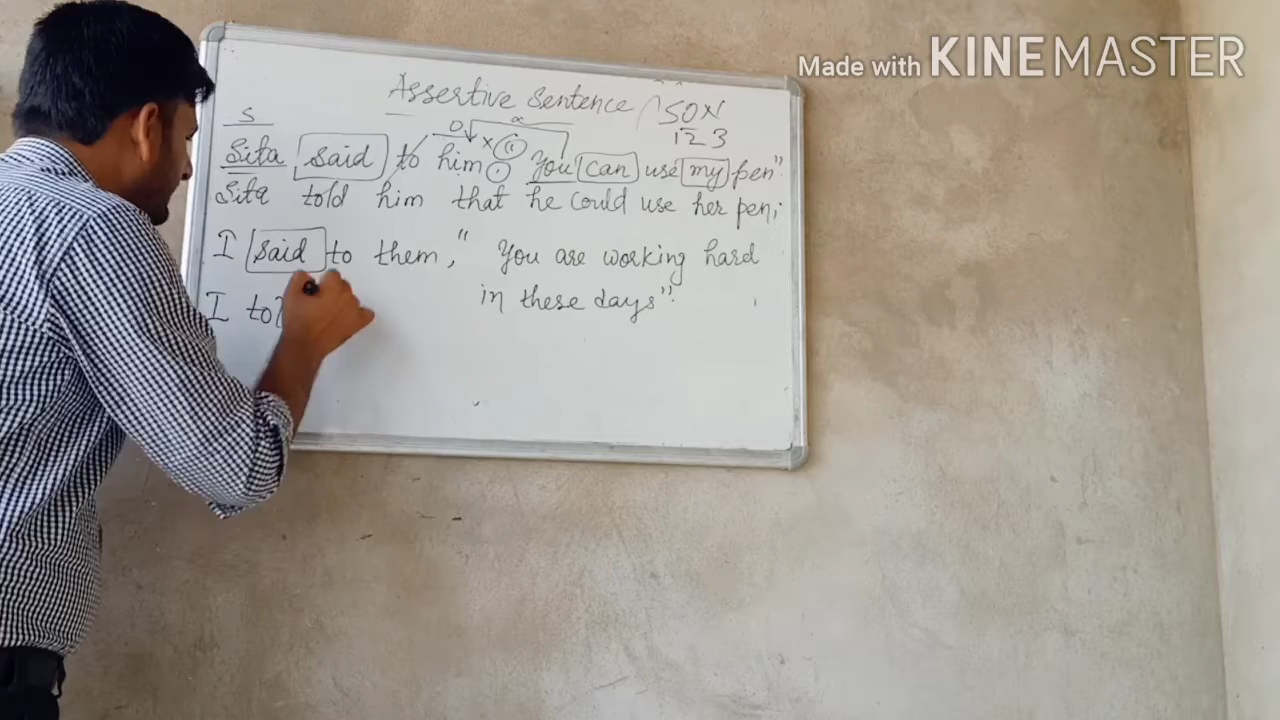 Made with KINEMASTER
Assertive Sentence / SON
1 2 3
S O
Sita said to him, " You can use my pen"
Sita told him that he could use her pen,
I said to them, " You are working hard
in these days".
I tol